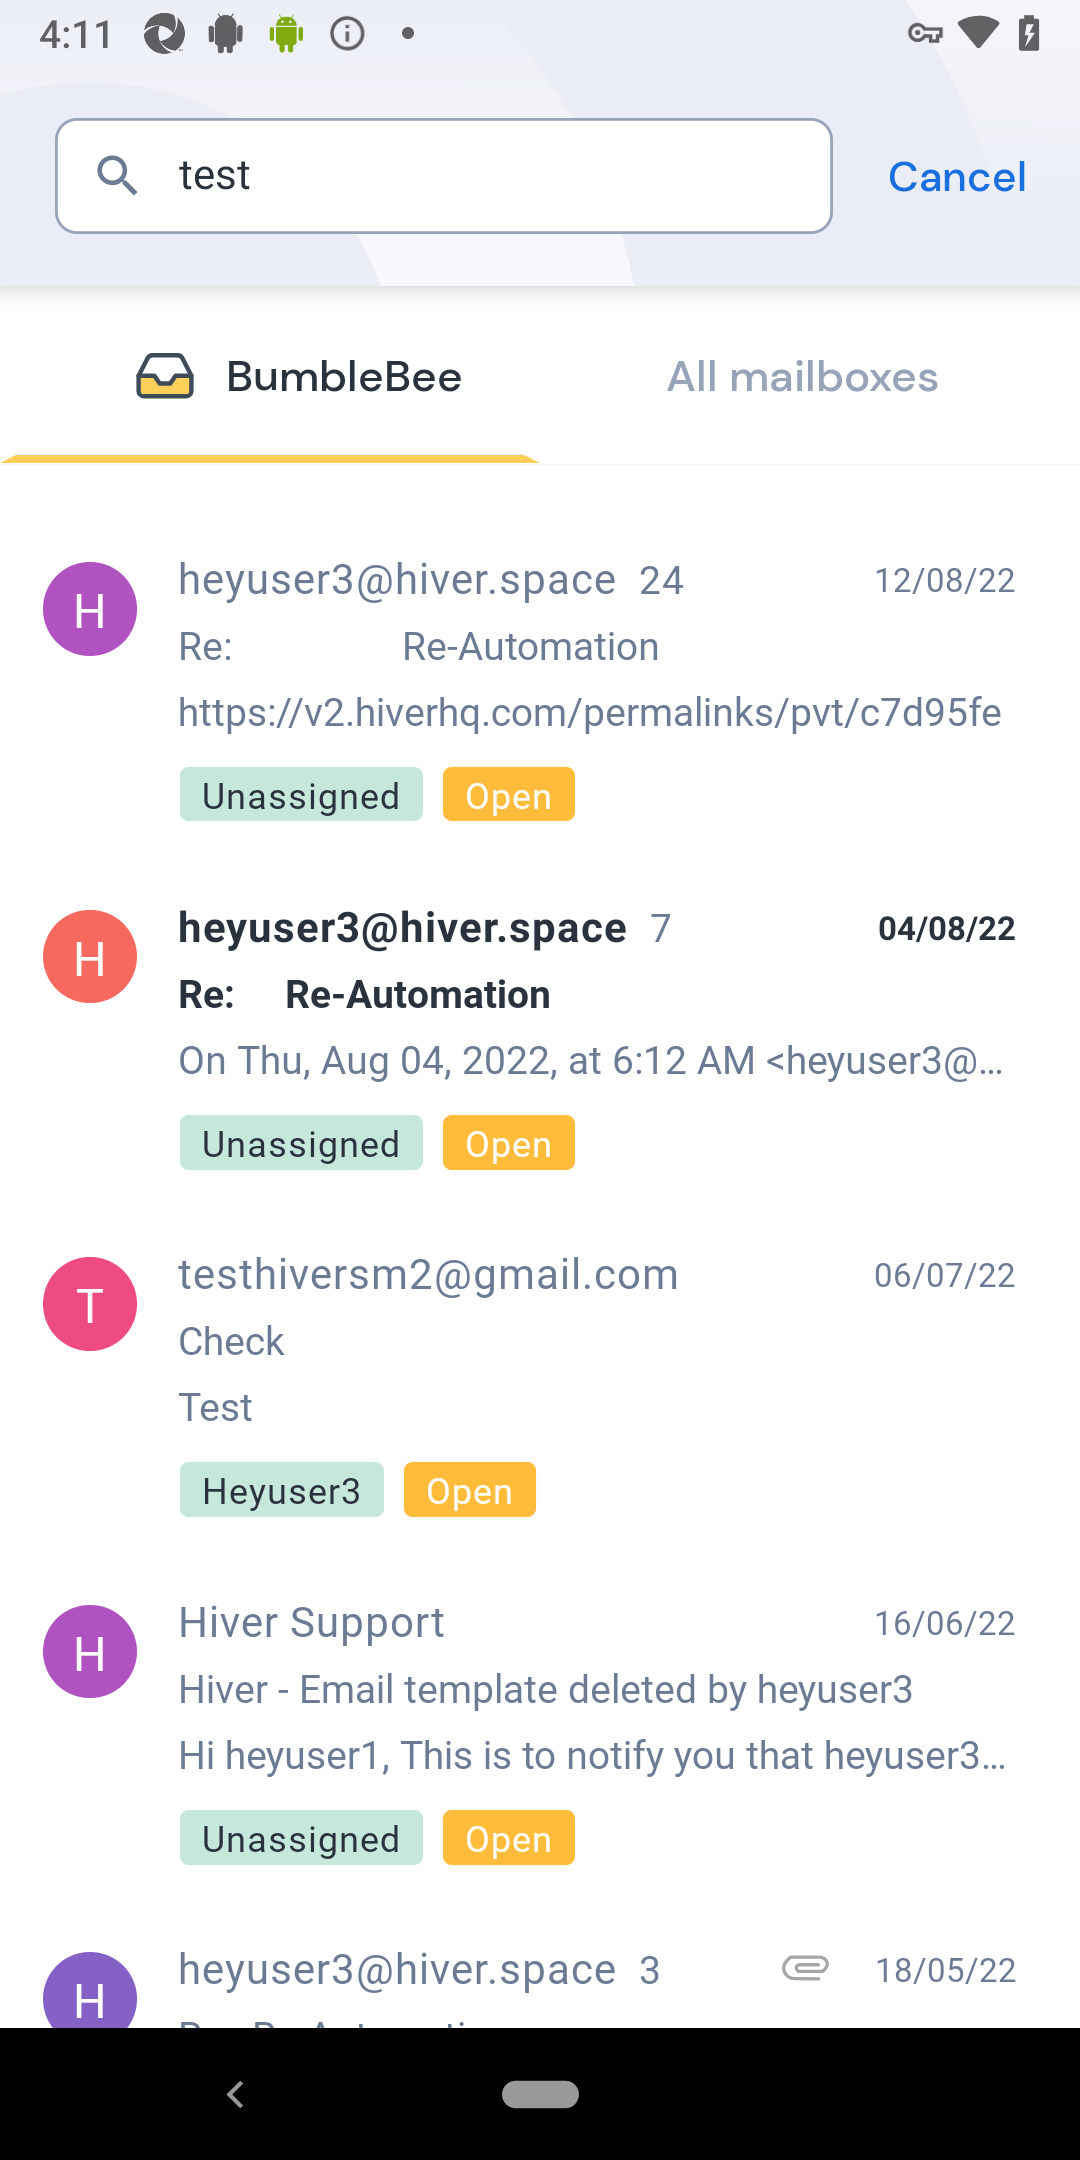 4:11
test
Cancel
BumbleBee
All mailboxes
H
heyuser3@hiver.space 24
12/08/22
Re: Re-Automation
https://v2.hiverhq.com/permalinks/pvt/c7d95fe
Unassigned
Open
H
heyuser3@hiver.space 7
04/08/22
Re: Re-Automation
On Thu, Aug 04, 2022, at 6:12 AM <heyuser3@...
Unassigned
Open
T
testhiversm2@gmail.com
06/07/22
Check
Test
Heyuser3
Open
H
Hiver Support
16/06/22
Hiver - Email template deleted by heyuser3
Hi heyuser1, This is to notify you that heyuser3...
Unassigned
Open
H
heyuser3@hiver.space 3
18/05/22